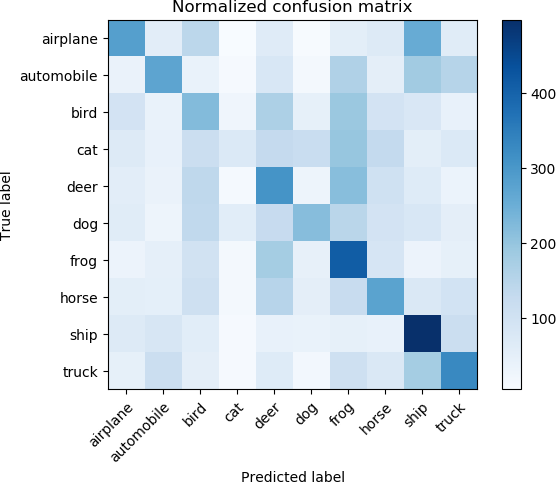 Normalized confusion matrix
True label
airplane
automobile
bird
cat
deer
dog
frog
horse
ship
truck
airplane
automobile
bird
cat
deer
dog
frog
horse
ship
truck
Predicted label
400
300
200
100